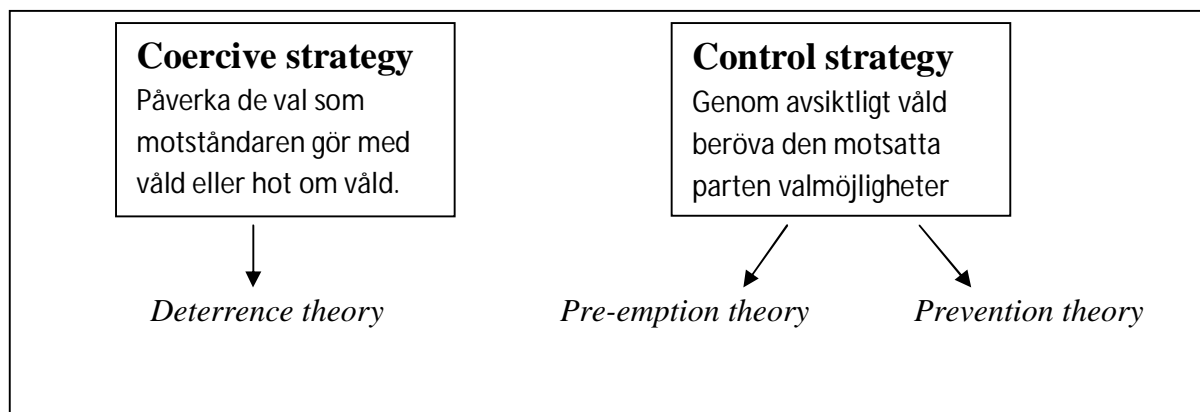 Coercive strategy
Påverka de val som
motståndaren gör med
våld eller hot om våld.
Control strategy
Genom avsiktligt våld
beröva den motsatta
parten valmöjligheter
Deterrence theory
Pre-emption theory
Prevention theory